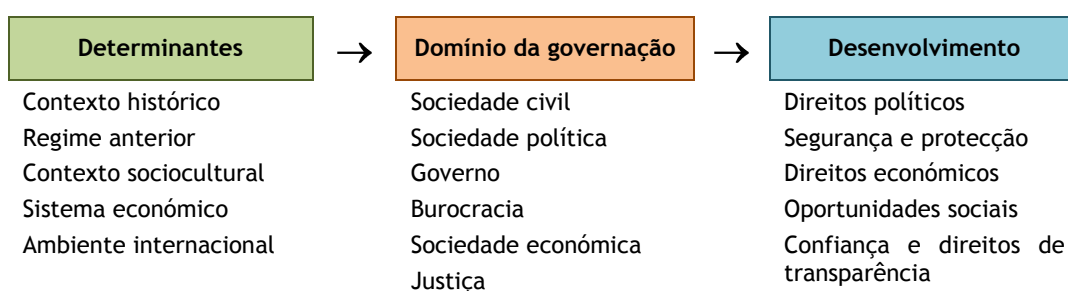 Determinantes → Domínio da governação → Desenvolvimento
Contexto histórico
Regime anterior
Contexto sociocultural
Sistema económico
Ambiente internacional
Sociedade civil
Sociedade política
Governo
Burocracia
Sociedade económica
Justiça
Direitos políticos
Segurança e protecção
Direitos económicos
Oportunidades sociais
Confiança e direitos de
transparência